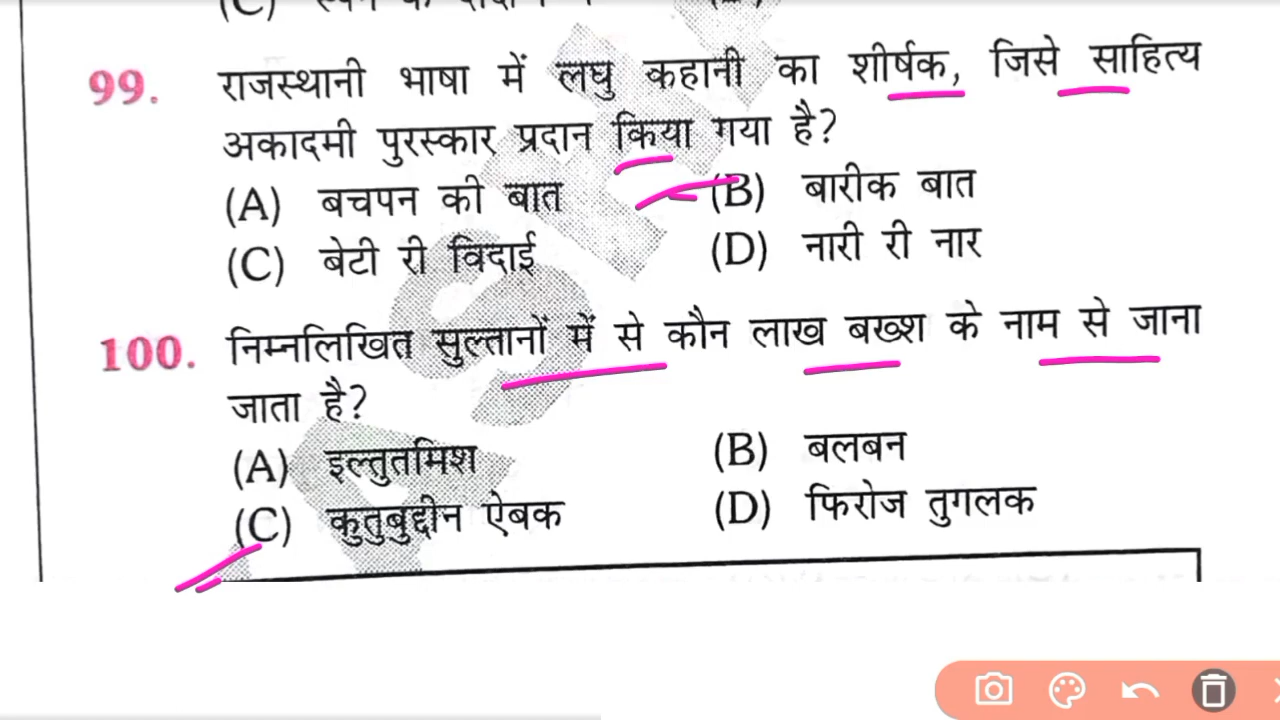 99. राजस्थानी भाषा में लघु कहानी का शीर्षक, जिसे साहित्य
अकादमी पुरस्कार प्रदान किया गया है?
(A) बचपन की बात (B) बारीक बात
(C) बेटी री विदाई (D) नारी री नार
100. निम्नलिखित सुल्तानों में से कौन लाख बख्श के नाम से जाना
जाता है?
(A) इल्तुतमिश (B) बलबन
(C) कुतुबुद्दीन ऐबक (D) फिरोज तुगलक